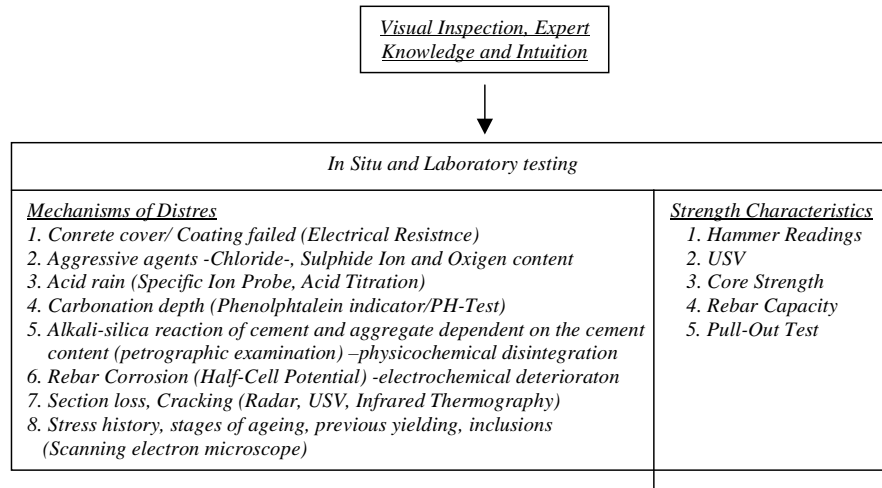 Visual Inspection, Expert
Knowledge and Intuition
In Situ and Laboratory testing
Mechanisms of Distres
1. Conrete cover/ Coating failed (Electrical Resistnce)
2. Aggressive agents -Chloride-, Sulphide Ion and Oxigen content
3. Acid rain (Specific Ion Probe, Acid Titration)
4. Carbonation depth (Phenolphtalein indicator/PH-Test)
5. Alkali-silica reaction of cement and aggregate dependent on the cement
content (petrographic examination) –physicochemical disintegration
6. Rebar Corrosion (Half-Cell Potential) -electrochemical deterioraton
7. Section loss, Cracking (Radar, USV, Infrared Thermography)
8. Stress history, stages of ageing, previous yielding, inclusions
(Scanning electron microscope)
Strength Characteristics
1. Hammer Readings
2. USV
3. Core Strength
4. Rebar Capacity
5. Pull-Out Test